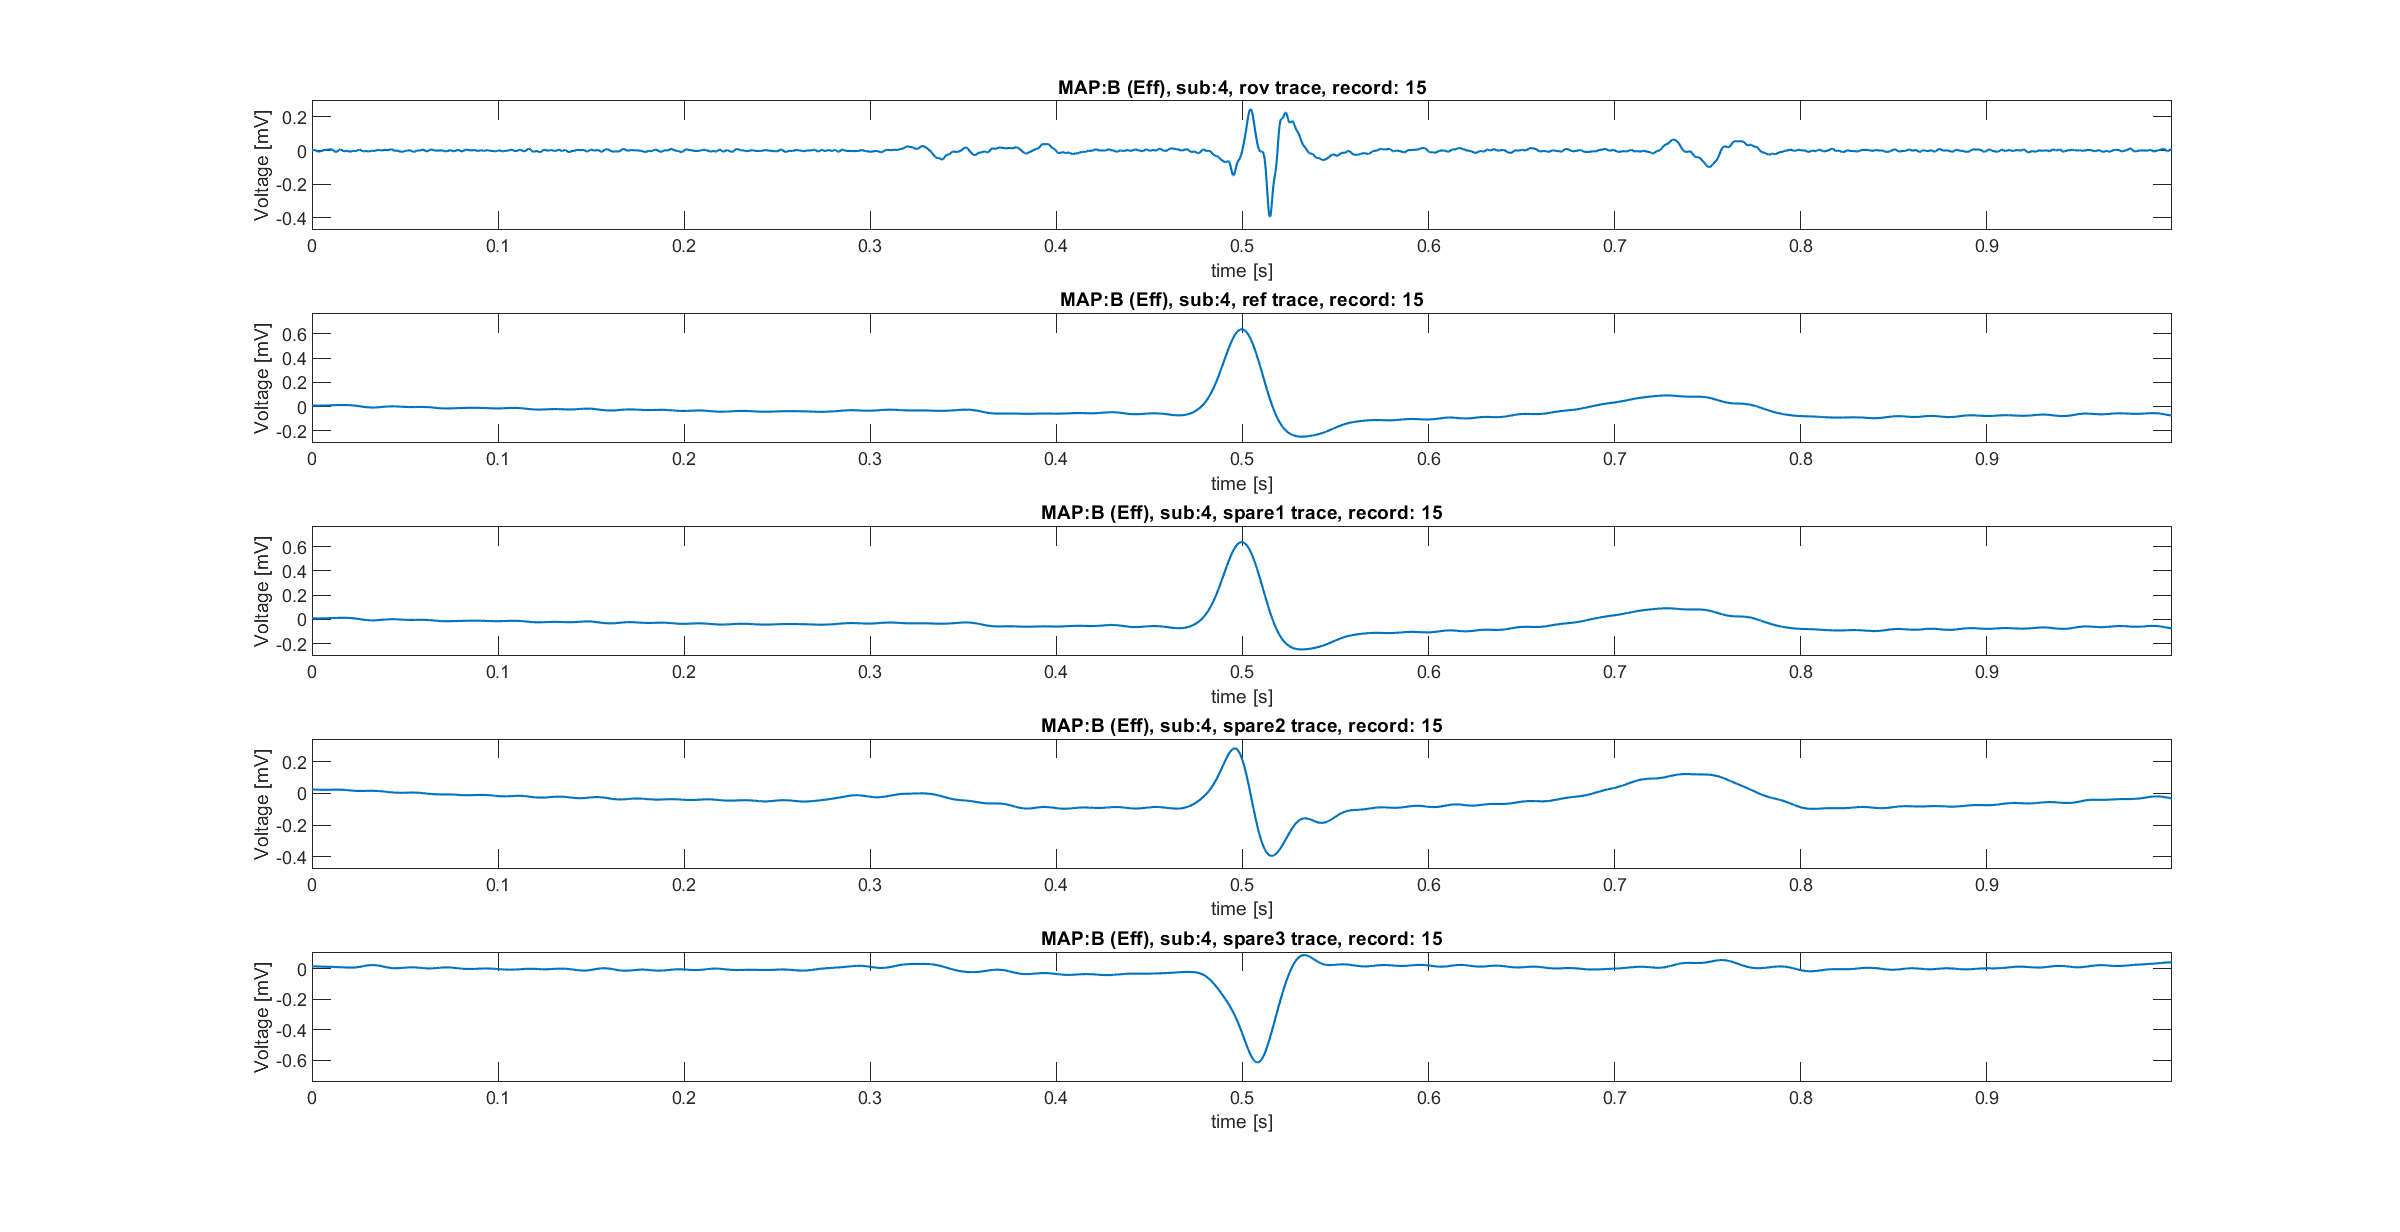 MAP:B (Eff), sub:4, rov trace, record: 15
Voltage [mV]
0.2
0
-0.2
-0.4
0 0.1 0.2 0.3 0.4 0.5 0.6 0.7 0.8 0.9
time [s]
MAP:B (Eff), sub:4, ref trace, record: 15
Voltage [mV]
0.6
0.4
0.2
0
-0.2
0 0.1 0.2 0.3 0.4 0.5 0.6 0.7 0.8 0.9
time [s]
MAP:B (Eff), sub:4, spare1 trace, record: 15
Voltage [mV]
0.6
0.4
0.2
0
-0.2
0 0.1 0.2 0.3 0.4 0.5 0.6 0.7 0.8 0.9
time [s]
MAP:B (Eff), sub:4, spare2 trace, record: 15
Voltage [mV]
0.2
0
-0.2
-0.4
0 0.1 0.2 0.3 0.4 0.5 0.6 0.7 0.8 0.9
time [s]
MAP:B (Eff), sub:4, spare3 trace, record: 15
Voltage [mV]
0
-0.2
-0.4
-0.6
0 0.1 0.2 0.3 0.4 0.5 0.6 0.7 0.8 0.9
time [s]